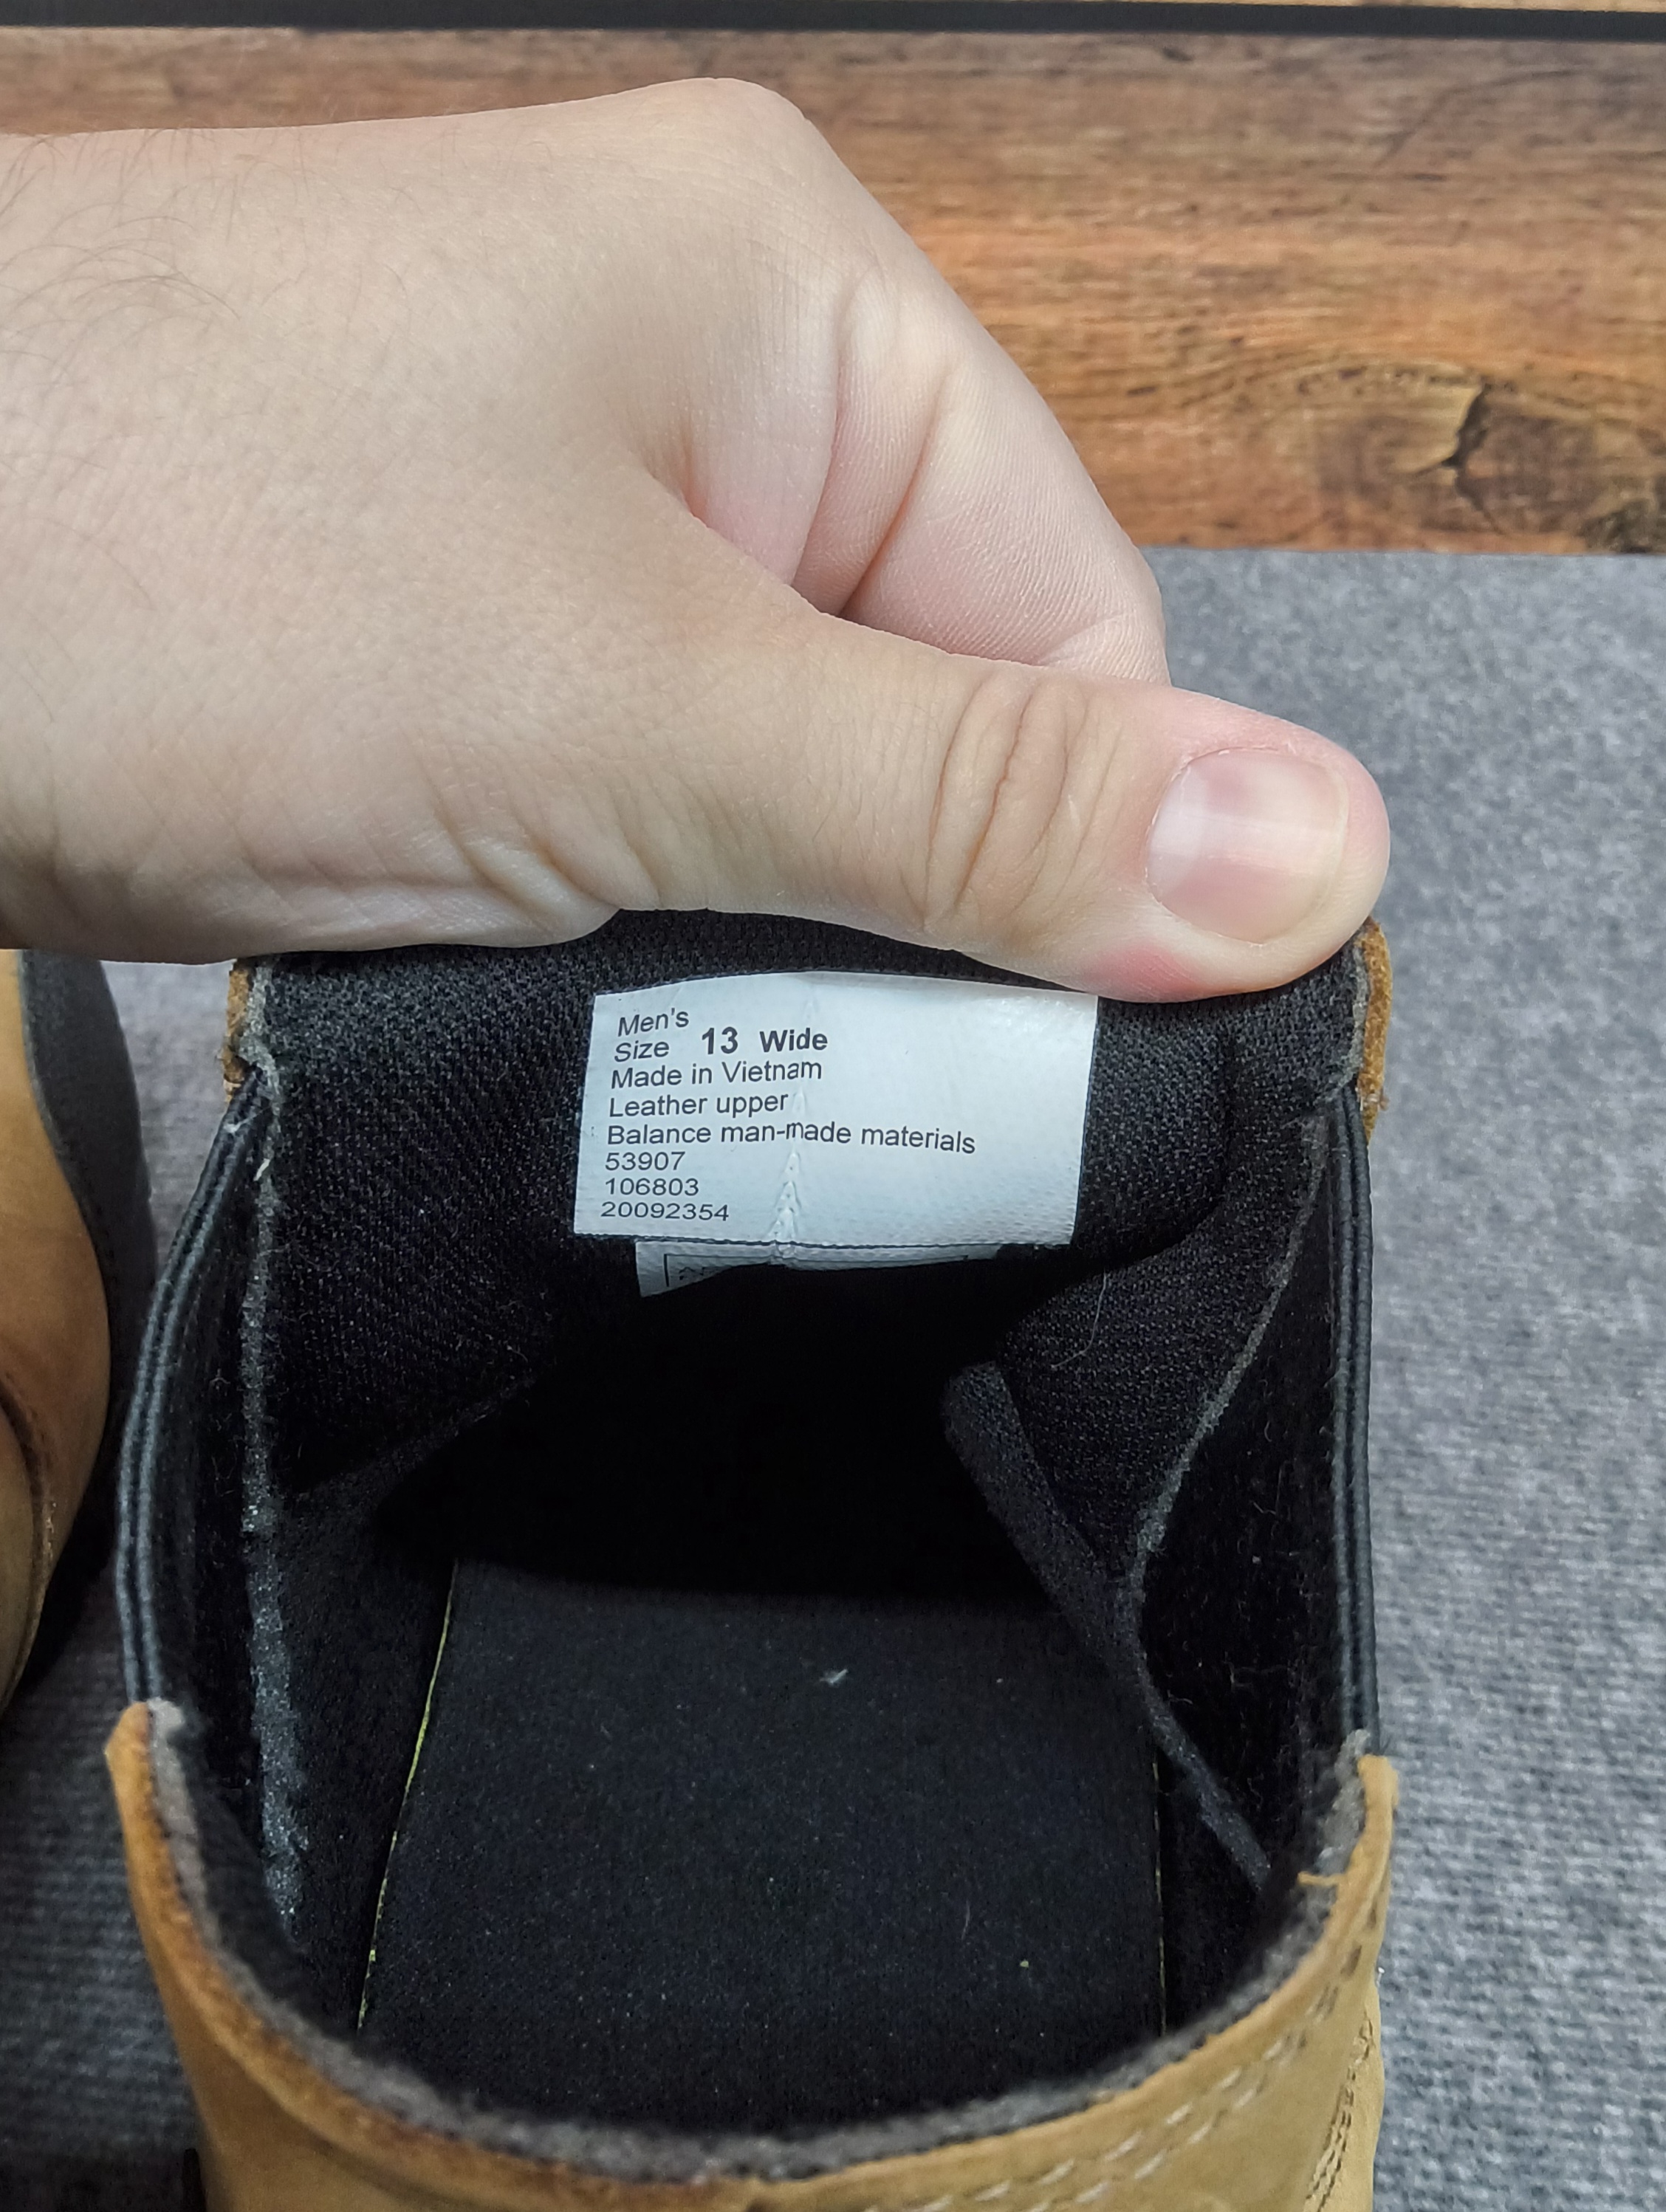 Men's
Size 13 Wide
Made in Vietnam
Leather upper
Balance man-made materials
53907
106803
20092354